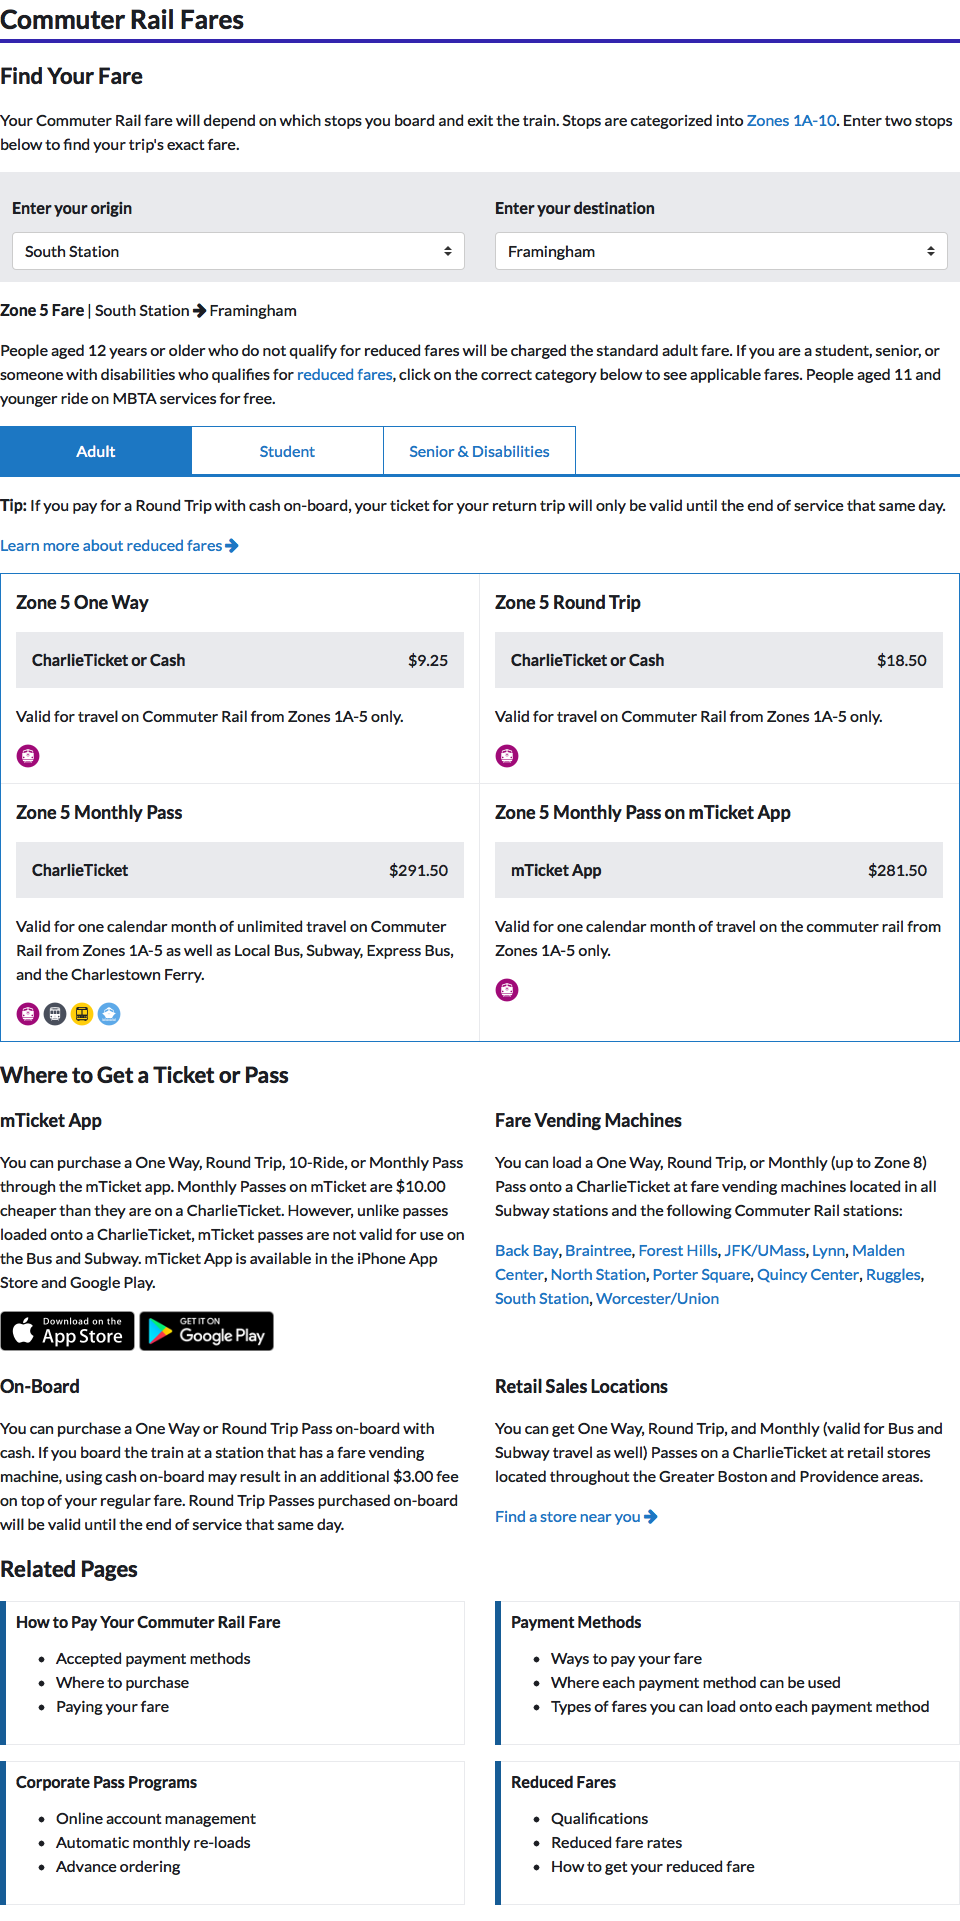 Commuter Rail Fares
Find Your Fare
Your Commuter Rail fare will depend on which stops you board and exit the train. Stops are categorized into Zones 1A-10. Enter two stops
below to find your trip's exact fare.
Enter your origin
South Station
Enter your destination
Framingham
Zone 5 Fare | South Station → Framingham
People aged 12 years or older who do not qualify for reduced fares will be charged the standard adult fare. If you are a student, senior, or
someone with disabilities who qualifies for reduced fares, click on the correct category below to see applicable fares. People aged 11 and
younger ride on MBTA services for free.
Adult
Student
Senior & Disabilities
Tip: If you pay for a Round Trip with cash on-board, your ticket for your return trip will only be valid until the end of service that same day.
Learn more about reduced fares →
Zone 5 One Way
CharlieTicket or Cash $9.25
Valid for travel on Commuter Rail from Zones 1A-5 only.
Zone 5 Round Trip
CharlieTicket or Cash $18.50
Valid for travel on Commuter Rail from Zones 1A-5 only.
Zone 5 Monthly Pass
CharlieTicket $291.50
Valid for one calendar month of unlimited travel on Commuter
Rail from Zones 1A-5 as well as Local Bus, Subway, Express Bus,
and the Charlestown Ferry.
Zone 5 Monthly Pass on mTicket App
mTicket App $281.50
Valid for one calendar month of travel on the commuter rail from
Zones 1A-5 only.
Where to Get a Ticket or Pass
mTicket App
You can purchase a One Way, Round Trip, 10-Ride, or Monthly Pass
through the mTicket app. Monthly Passes on mTicket are $10.00
cheaper than they are on a CharlieTicket. However, unlike passes
loaded onto a CharlieTicket, mTicket passes are not valid for use on
the Bus and Subway. mTicket App is available in the iPhone App
Store and Google Play.
Download on the
App Store
GET IT ON
Google Play
Fare Vending Machines
You can load a One Way, Round Trip, or Monthly (up to Zone 8)
Pass onto a CharlieTicket at fare vending machines located in all
Subway stations and the following Commuter Rail stations:
Back Bay, Braintree, Forest Hills, JFK/UMass, Lynn, Malden
Center, North Station, Porter Square, Quincy Center, Ruggles,
South Station, Worcester/Union
On-Board
You can purchase a One Way or Round Trip Pass on-board with
cash. If you board the train at a station that has a fare vending
machine, using cash on-board may result in an additional $3.00 fee
on top of your regular fare. Round Trip Passes purchased on-board
will be valid until the end of service that same day.
Retail Sales Locations
You can get One Way, Round Trip, and Monthly (valid for Bus and
Subway travel as well) Passes on a CharlieTicket at retail stores
located throughout the Greater Boston and Providence areas.
Find a store near you →
Related Pages
How to Pay Your Commuter Rail Fare
• Accepted payment methods
• Where to purchase
• Paying your fare
Payment Methods
• Ways to pay your fare
• Where each payment method can be used
• Types of fares you can load onto each payment method
Corporate Pass Programs
• Online account management
• Automatic monthly re-loads
• Advance ordering
Reduced Fares
• Qualifications
• Reduced fare rates
• How to get your reduced fare